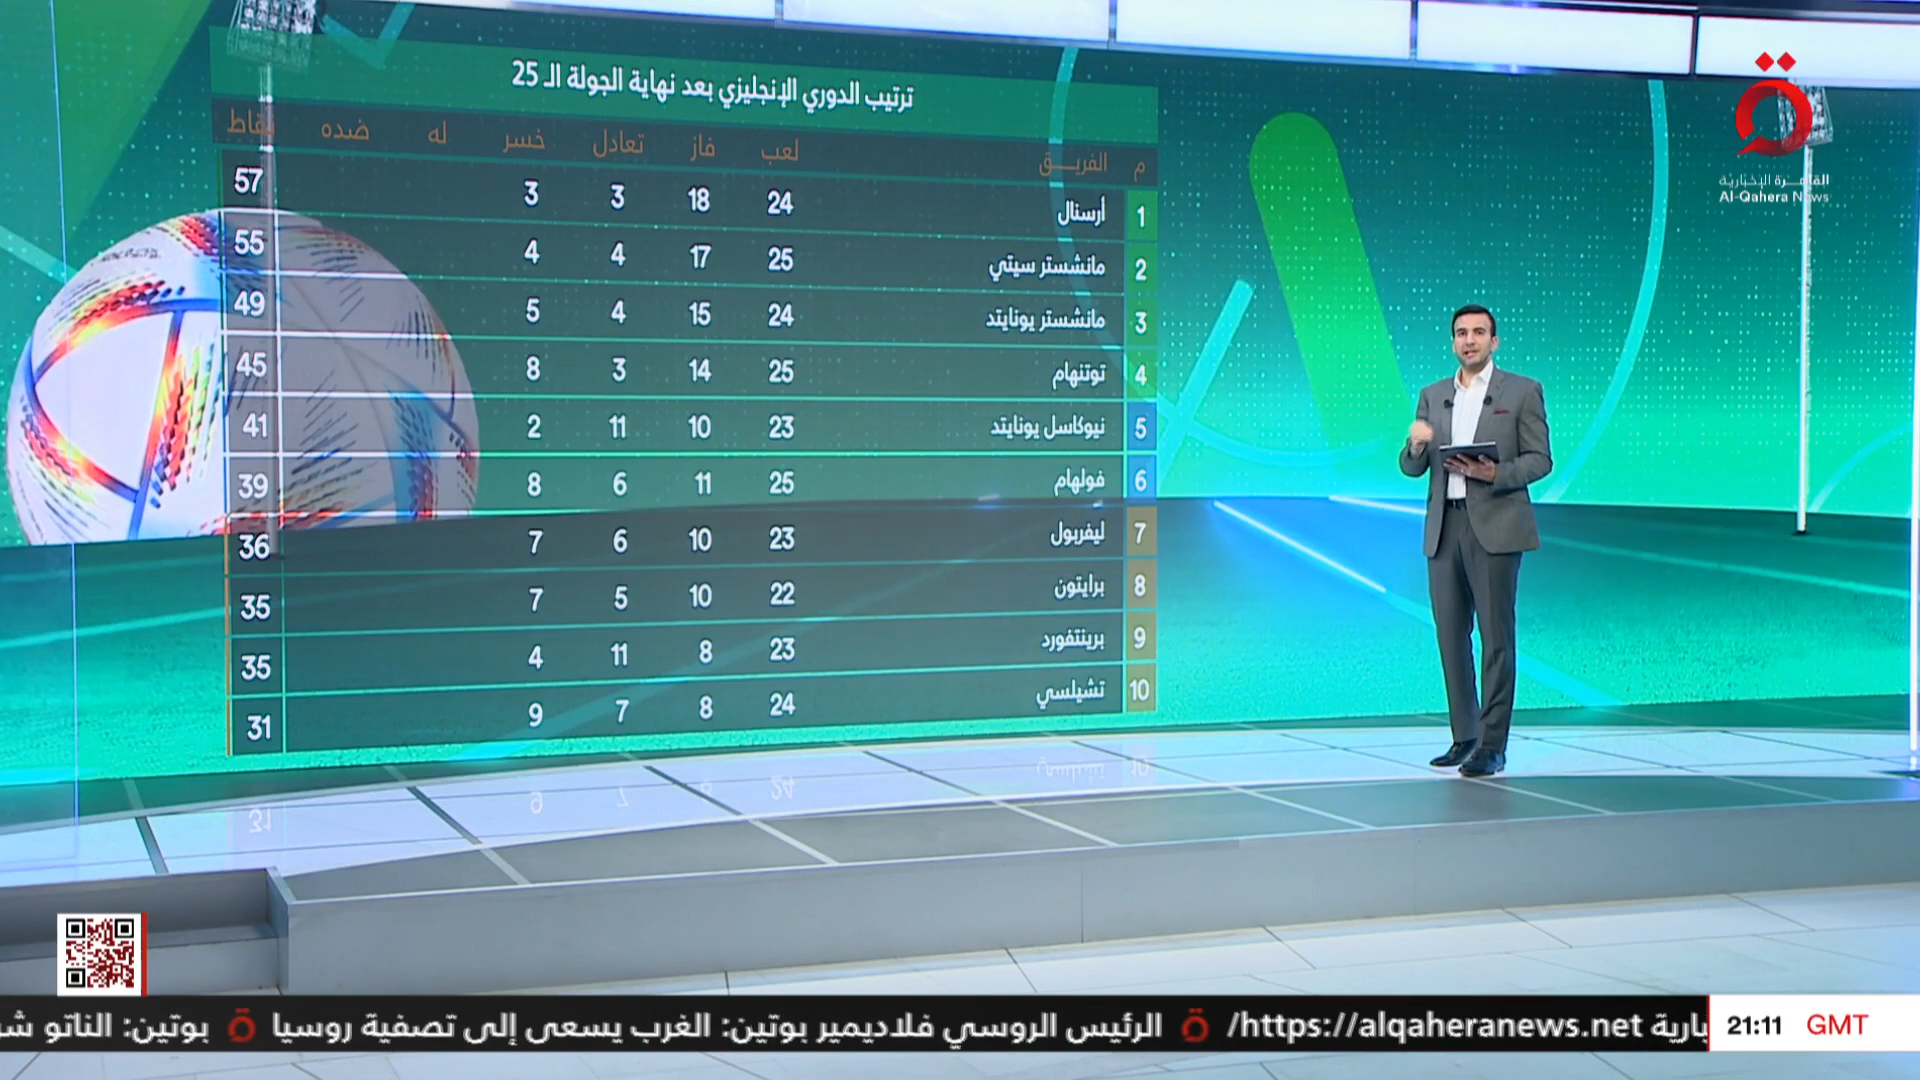 ترتيب الدوري الإنجليزي بعد نهاية الجولة الـ 25
م الفريــــق لعب فاز تعادل خسر له ضده نقاط
1 أرسنال 24 18 3 3 57
2 مانشستر سيتي 25 17 4 4 55
3 مانشستر يونايتد 24 15 4 5 49
4 توتنهام 25 14 3 8 45
5 نيوكاسل يونايتد 23 10 11 2 41
6 فولهام 25 11 6 8 39
7 ليفربول 23 10 6 7 36
8 برايتون 22 10 5 7 35
9 برينتفورد 23 8 11 4 35
10 تشيلسي 24 8 7 9 31
القاهرة الإخبارية
Al-Qahera News
بارية https://alqaheranews.net/ الرئيس الروسي فلاديمير بوتين: الغرب يسعى إلى تصفية روسيا بوتين: الناتو
21:11 GMT